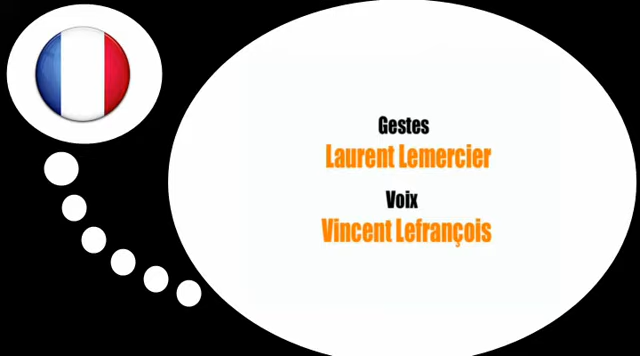 Gestes
Laurent Lemercier
Voix
Vincent Lefrançois